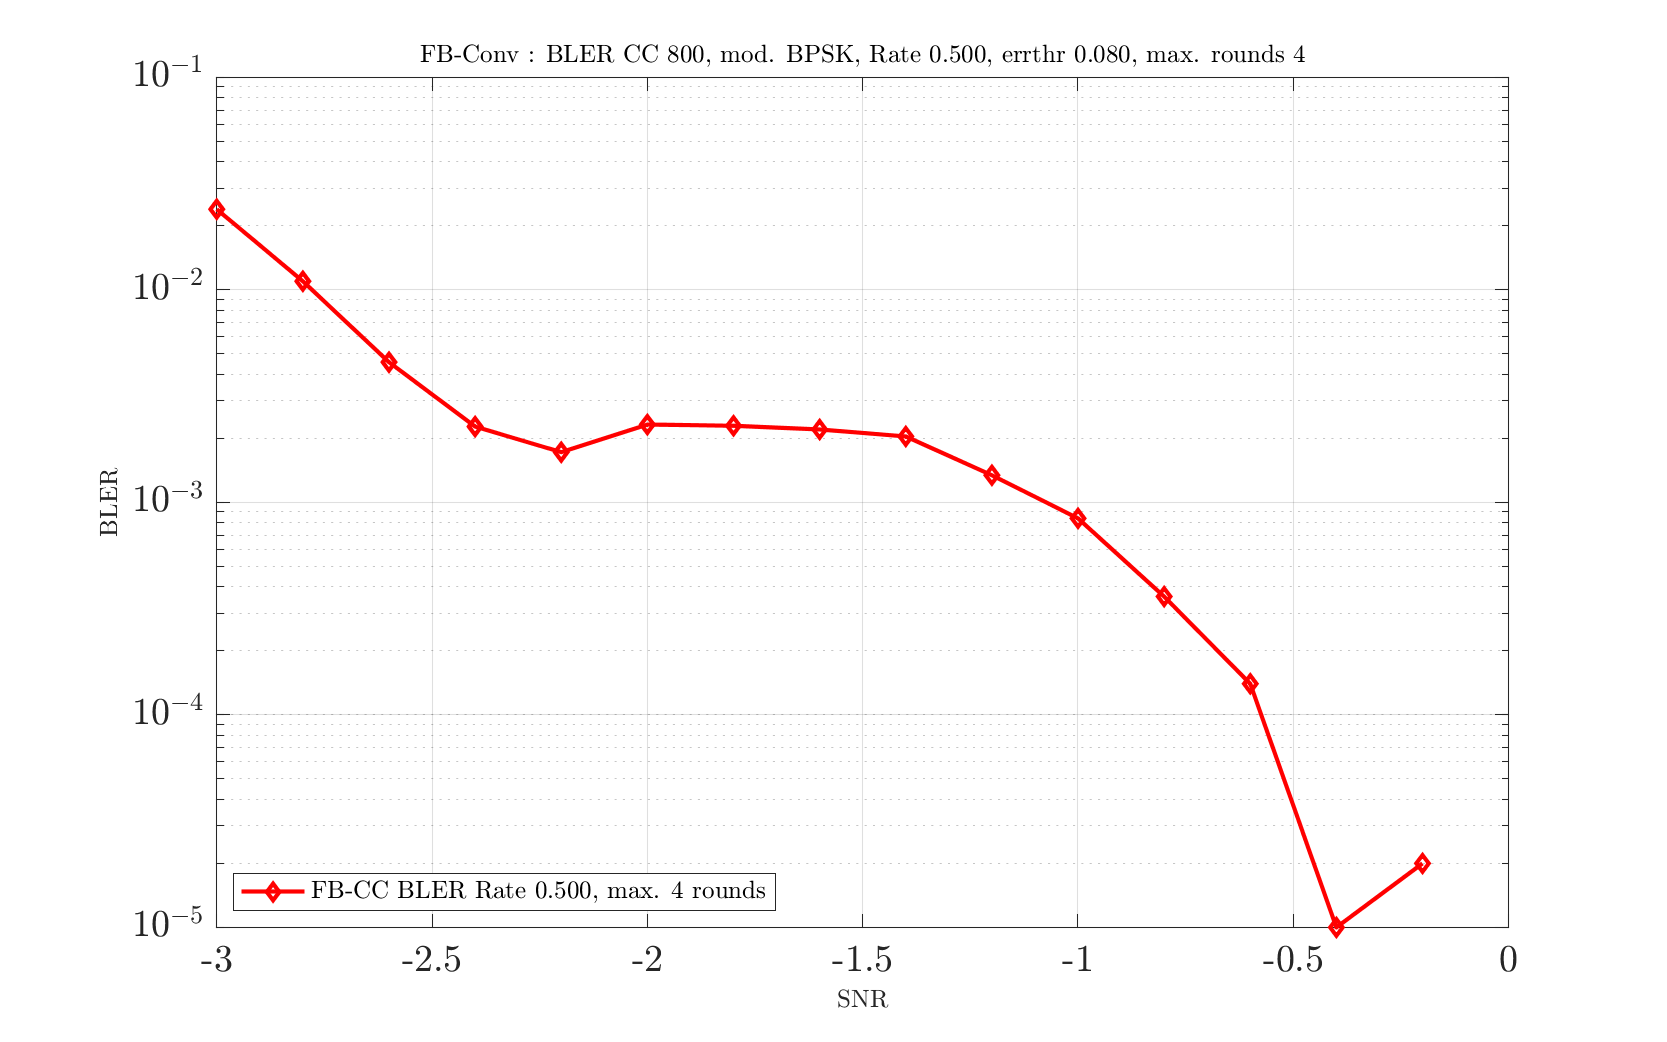 FB-Conv : BLER CC 800, mod. BPSK, Rate 0.500, errthr 0.080, max. rounds 4
10^{-1}
10^{-2}
10^{-3}
10^{-4}
10^{-5}
BLER
FB-CC BLER Rate 0.500, max. 4 rounds
-3 -2.5 -2 -1.5 -1 -0.5 0
SNR